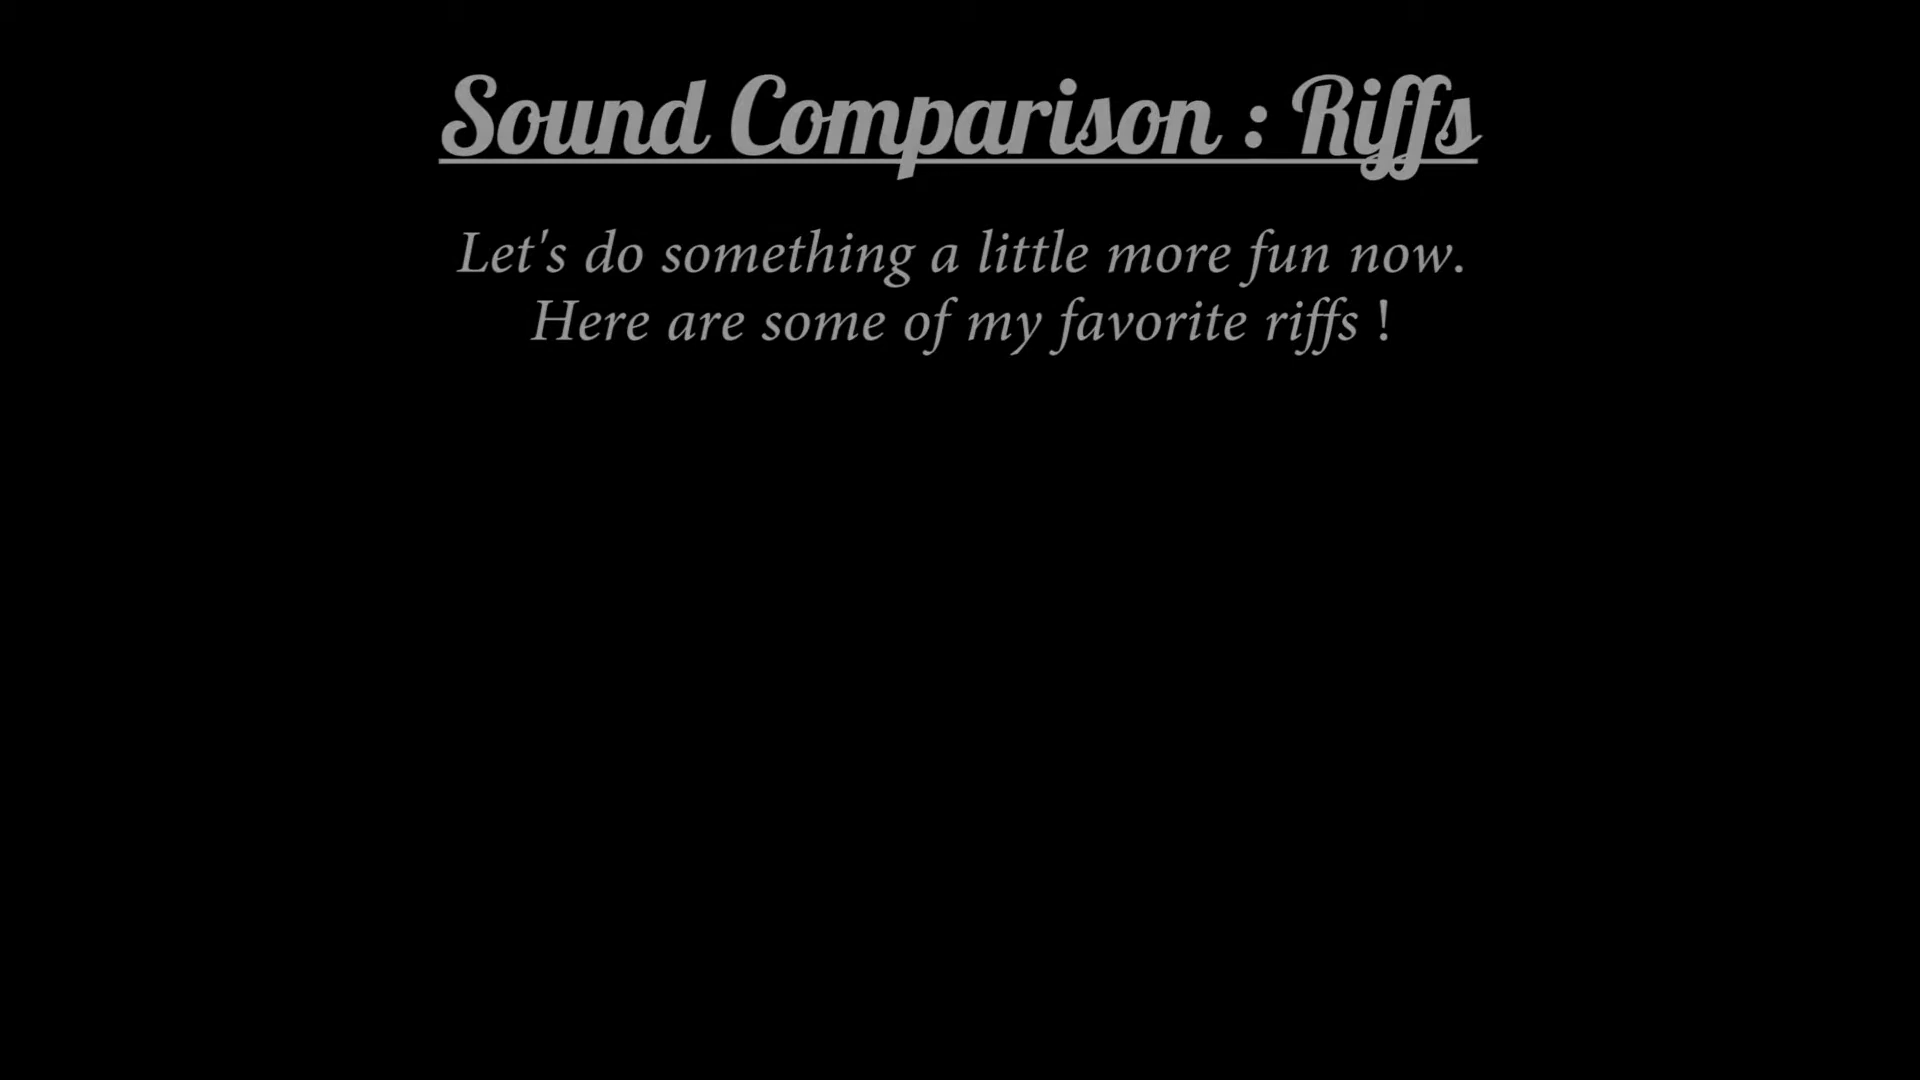 Sound Comparison : Riffs
Let's do something a little more fun now.
Here are some of my favorite riffs !